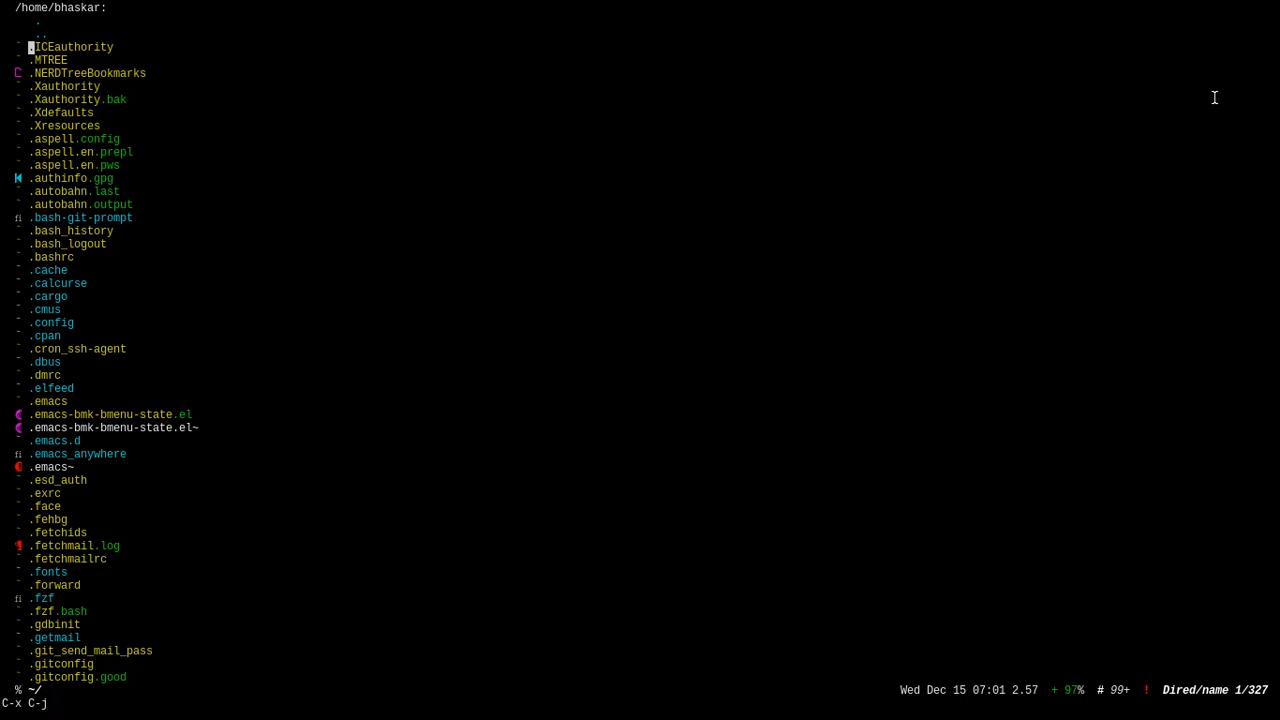 /home/bhaskar:
.
..
.ICEauthority
.MTREE
.NERDTreeBookmarks
.Xauthority
.Xauthority.bak
.Xdefaults
.Xresources
.aspell.config
.aspell.en.prepl
.aspell.en.pws
.authinfo.gpg
.autobahn.last
.autobahn.output
fi .bash-git-prompt
.bash_history
.bash_logout
.bashrc
.cache
.calcurse
.cargo
.cmus
.config
.cpan
.cron_ssh-agent
.dbus
.dmrc
.elfeed
.emacs
.emacs-bmk-bmenu-state.el
.emacs-bmk-bmenu-state.el~
.emacs.d
fi .emacs_anywhere
.emacs~
.esd_auth
.exrc
.face
.fehbg
.fetchids
.fetchmail.log
.fetchmailrc
.fonts
.forward
fi .fzf
.fzf.bash
.gdbinit
.getmail
.git_send_mail_pass
.gitconfig
.gitconfig.good
% ~/ Wed Dec 15 07:01 2.57 + 97% # 99+ ! Dired/name 1/327
C-x C-j